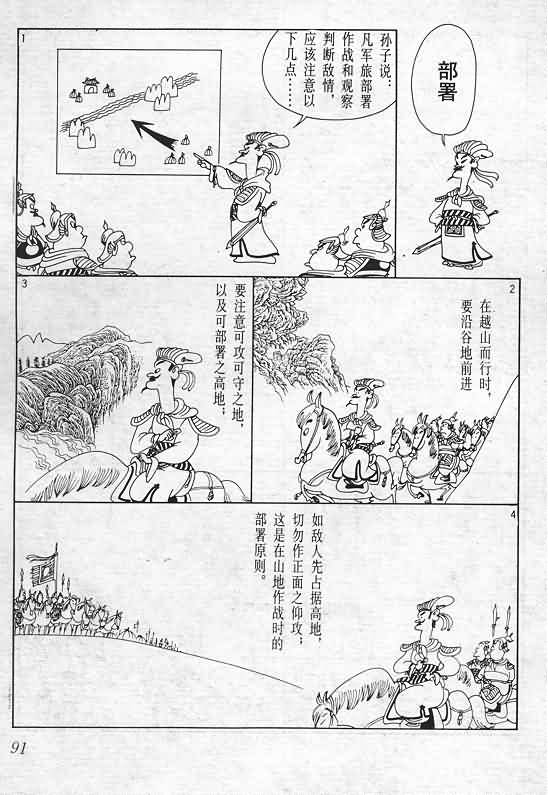 部署
1
孙子说：
凡军旅部署
作战和观察
判断敌情，
应该注意以
下几点……
2
在越山而行时，
要沿谷地前进
3
要注意可攻可守之地，
以及可部署之高地；
4
如敌人先占据高地，
切勿作正面之仰攻；
这是在山地作战时的
部署原则。
91